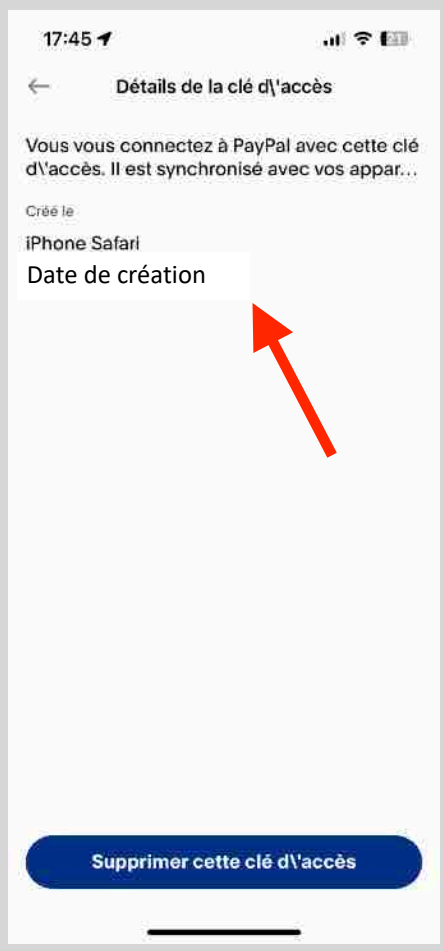 17:45
Détails de la clé d\'accès
Vous vous connectez à PayPal avec cette clé
d\'accès. Il est synchronisé avec vos appar...
Créé le
iPhone Safari
Date de création
Supprimer cette clé d\'accès